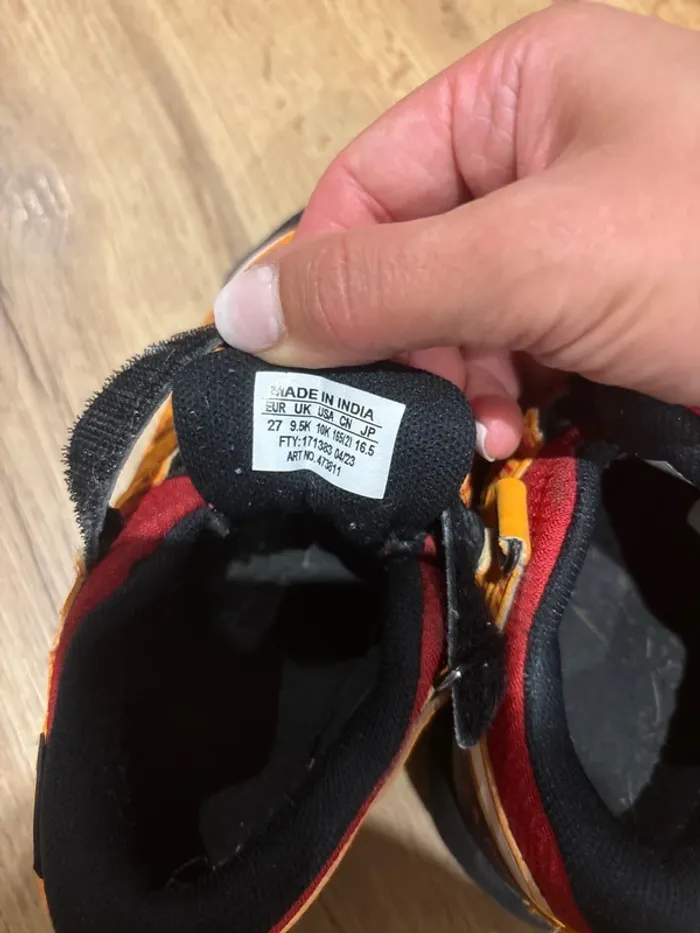 MADE IN INDIA
EUR UK USA CN JP
27 9.5K 10K 165(2) 16.5
FTY:171383 04/23
ART NO. 473811